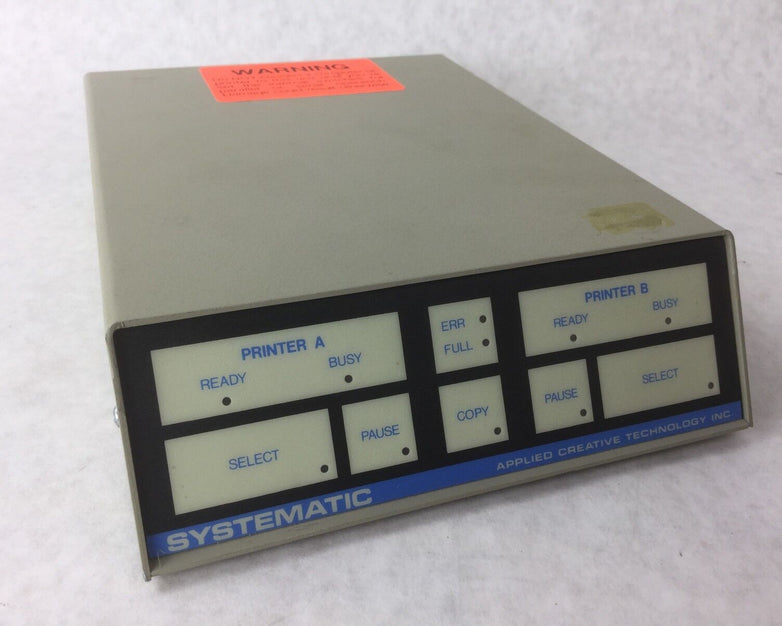 WARNING
PRINTER A
READY
BUSY
SELECT
PAUSE
ERR
FULL
COPY
PRINTER B
READY
BUSY
PAUSE
SELECT
SYSTEMATIC
APPLIED CREATIVE TECHNOLOGY INC